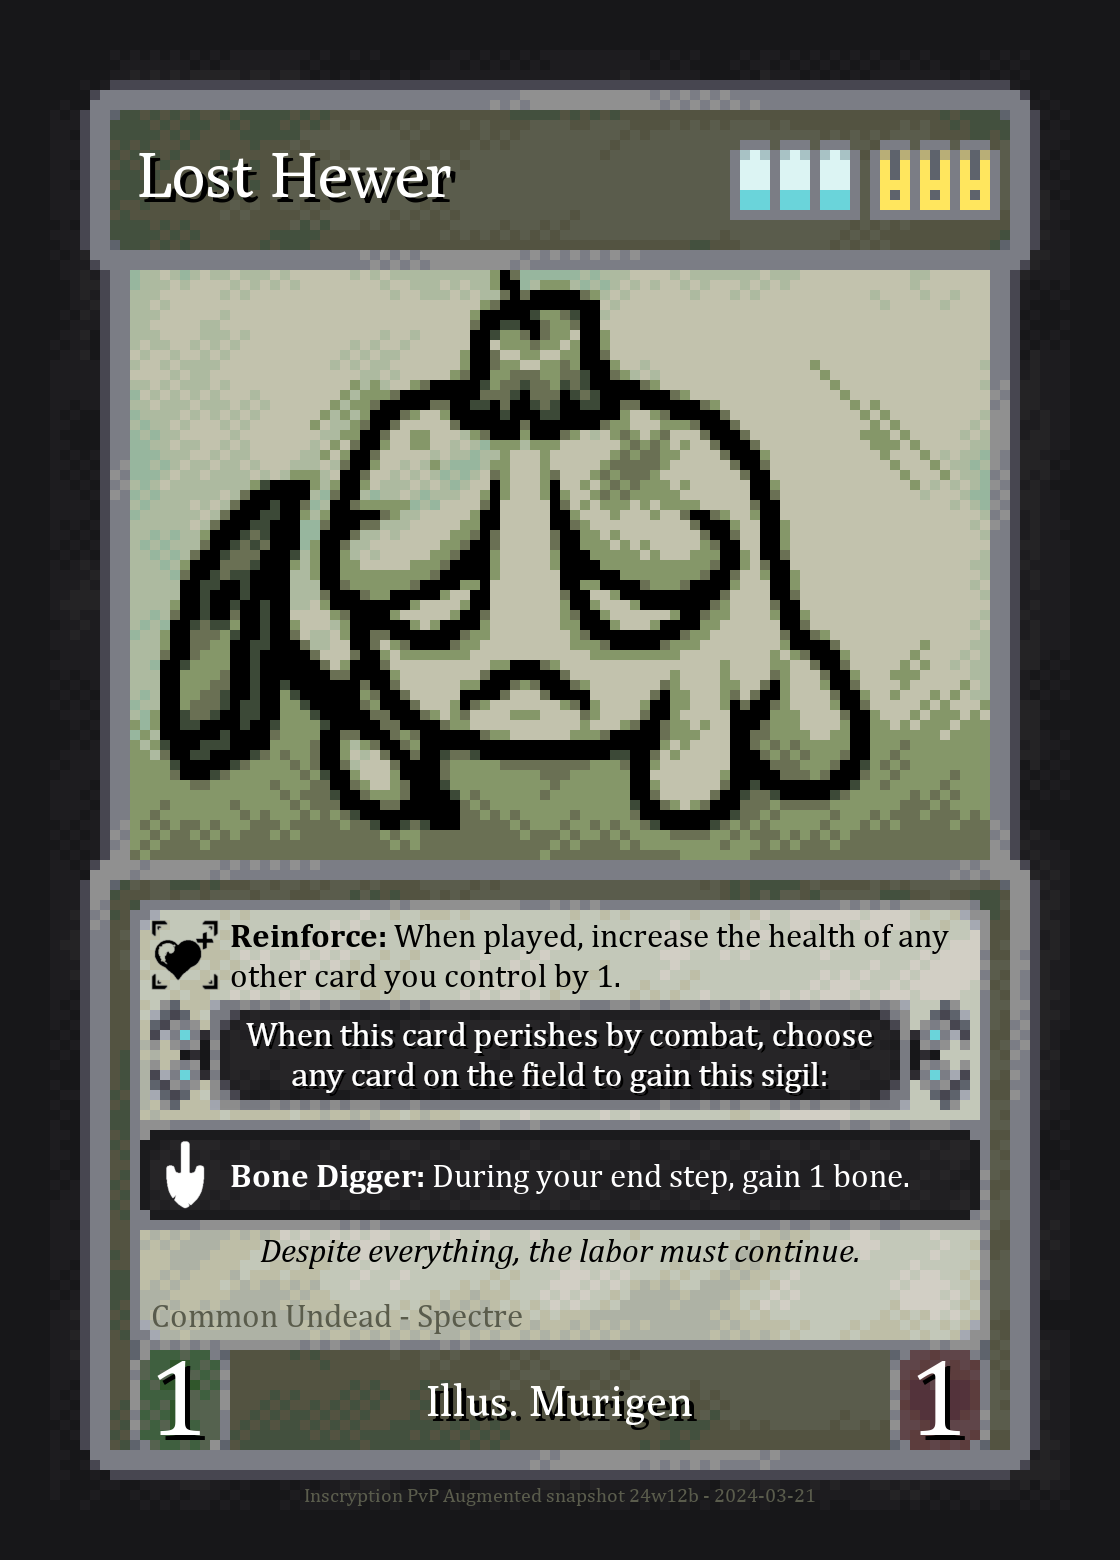 Lost Hewer
Reinforce: When played, increase the health of any
other card you control by 1.
When this card perishes by combat, choose
any card on the field to gain this sigil:
Bone Digger: During your end step, gain 1 bone.
Despite everything, the labor must continue.
Common Undead - Spectre
1 Illus. Murigen 1
Inscryption PvP Augmented snapshot 24w12b - 2024-03-21